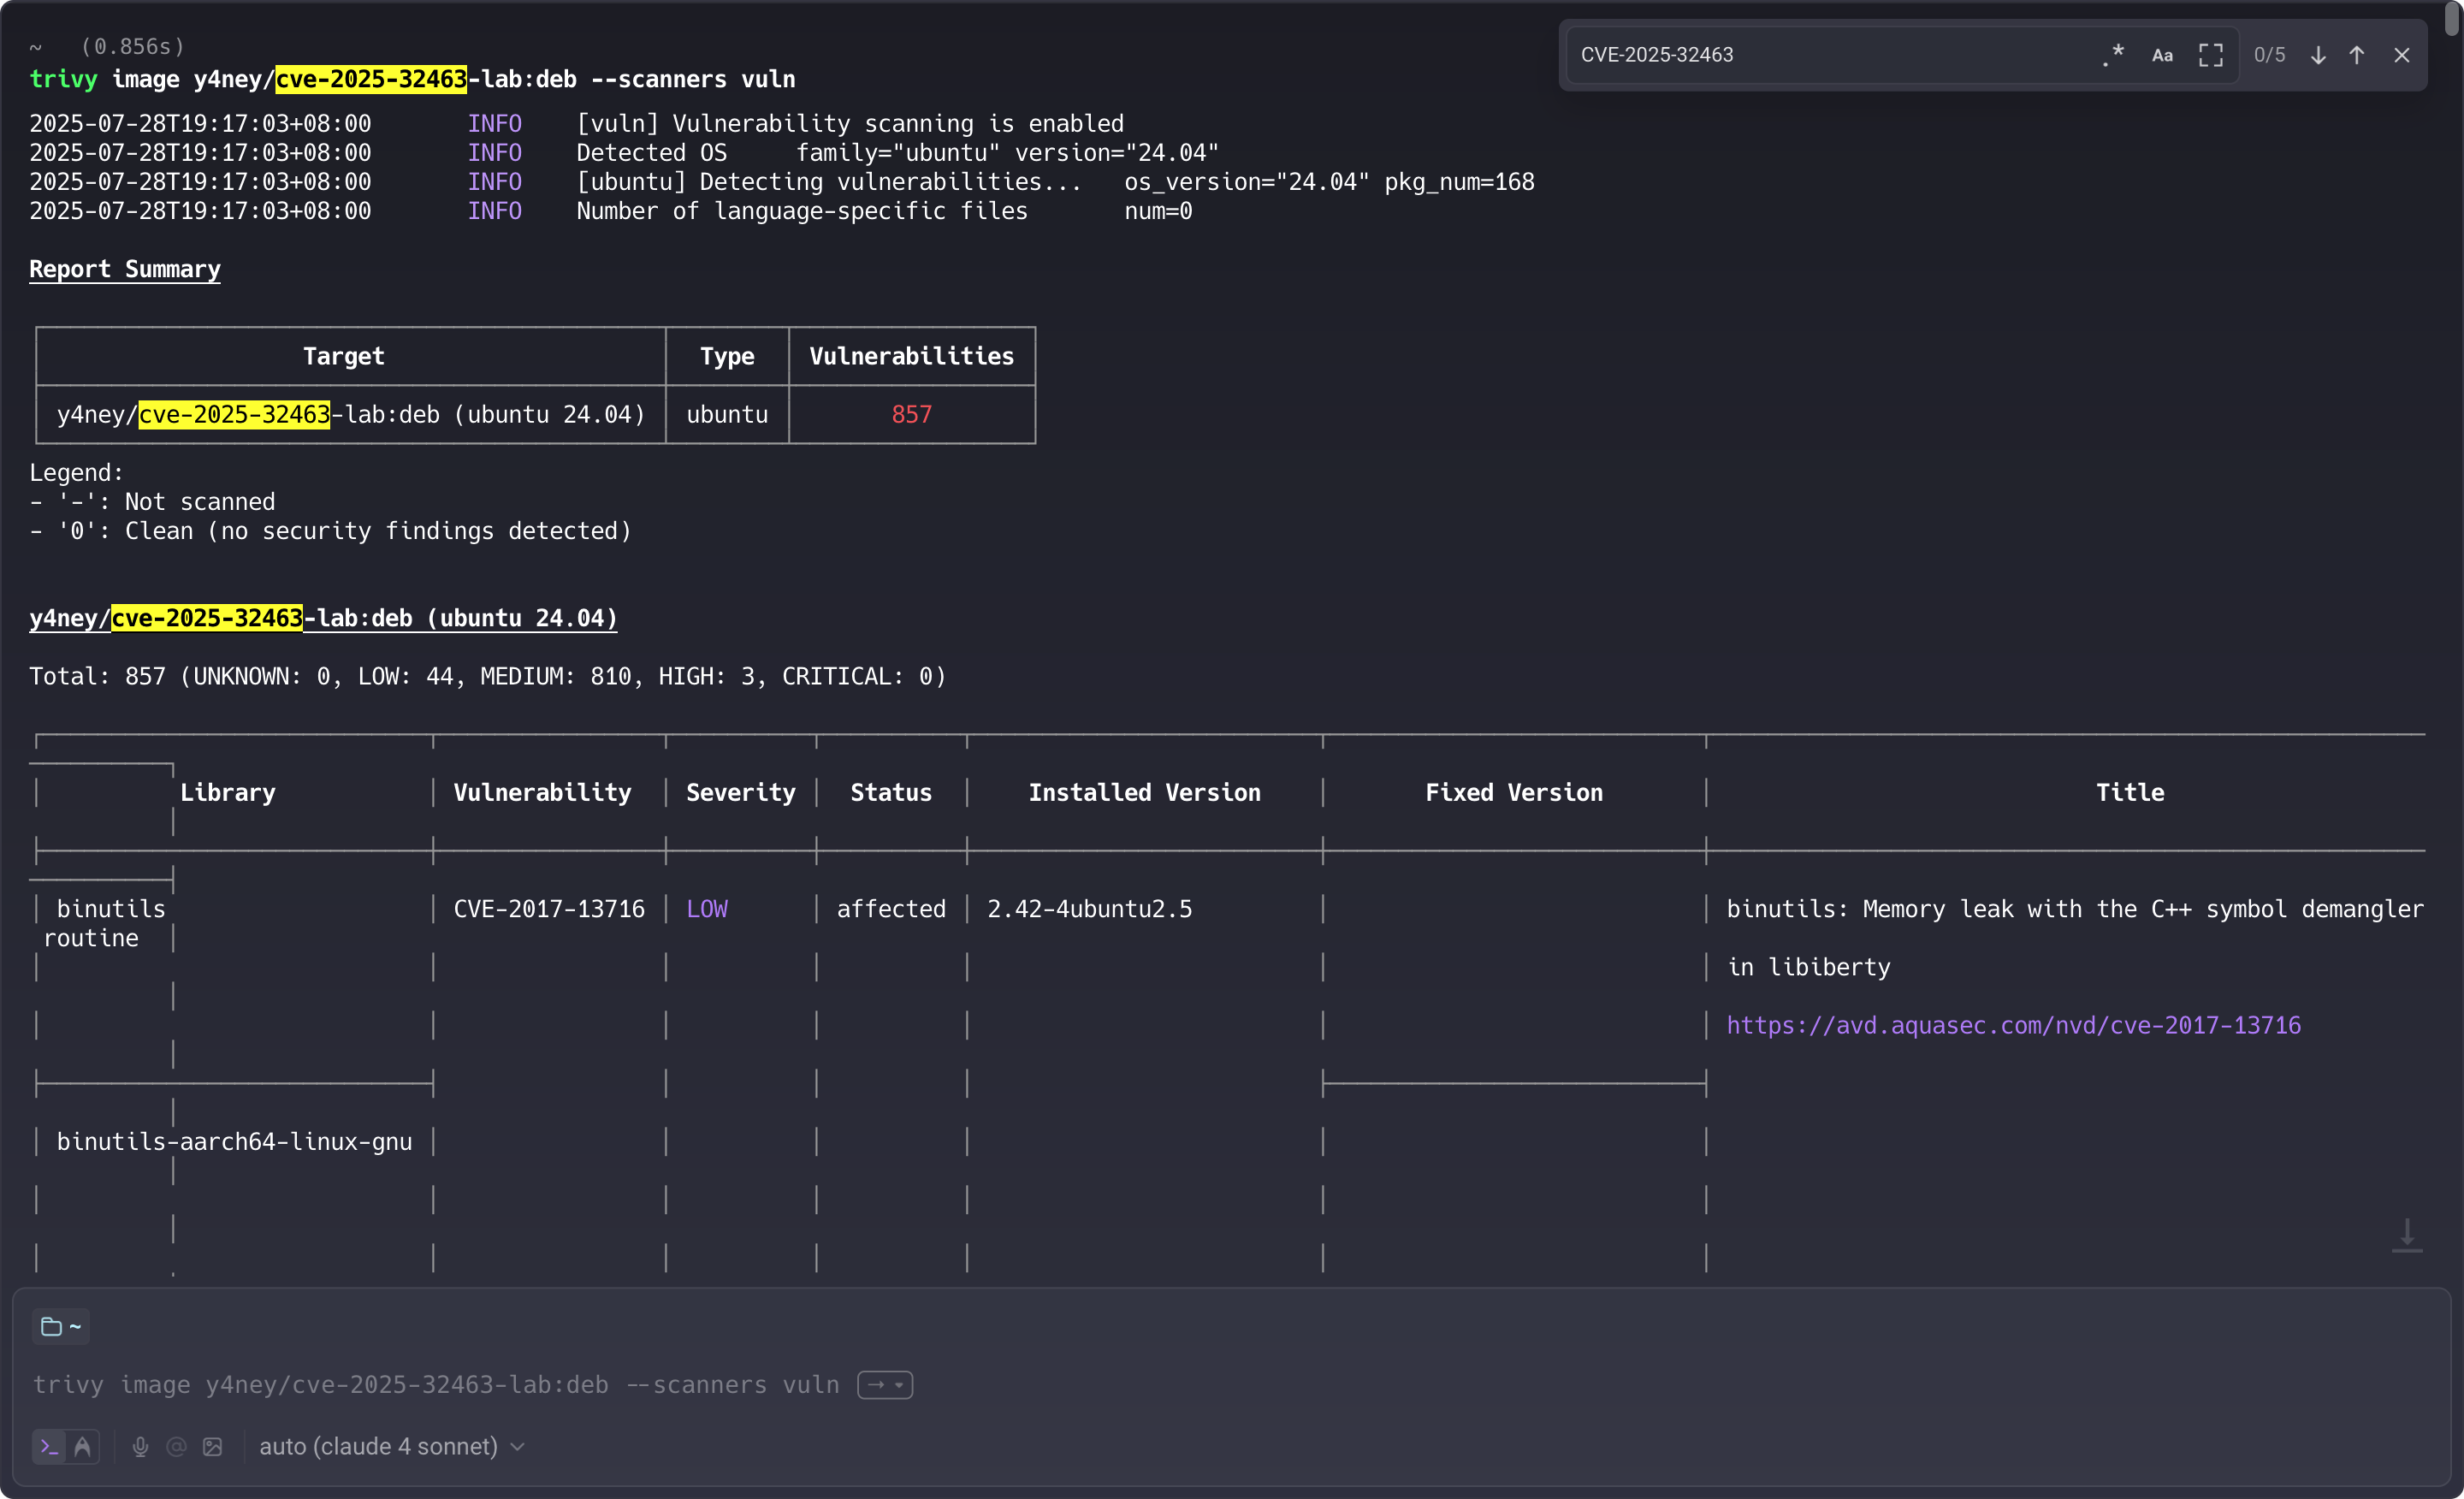 ~ (0.856s)
trivy image y4ney/cve-2025-32463-lab:deb --scanners vuln
CVE-2025-32463 .* Aa 0/5
2025-07-28T19:17:03+08:00 INFO [vuln] Vulnerability scanning is enabled
2025-07-28T19:17:03+08:00 INFO Detected OS family="ubuntu" version="24.04"
2025-07-28T19:17:03+08:00 INFO [ubuntu] Detecting vulnerabilities... os_version="24.04" pkg_num=168
2025-07-28T19:17:03+08:00 INFO Number of language-specific files num=0
Report Summary
Target Type Vulnerabilities
y4ney/cve-2025-32463-lab:deb (ubuntu 24.04) ubuntu 857
Legend:
- '-': Not scanned
- '0': Clean (no security findings detected)
y4ney/cve-2025-32463-lab:deb (ubuntu 24.04)
Total: 857 (UNKNOWN: 0, LOW: 44, MEDIUM: 810, HIGH: 3, CRITICAL: 0)
Library Vulnerability Severity Status Installed Version Fixed Version Title
binutils CVE-2017-13716 LOW affected 2.42-4ubuntu2.5 binutils: Memory leak with the C++ symbol demangler
routine
in libiberty
https://avd.aquasec.com/nvd/cve-2017-13716
binutils-aarch64-linux-gnu
~
trivy image y4ney/cve-2025-32463-lab:deb --scanners vuln
auto (claude 4 sonnet)